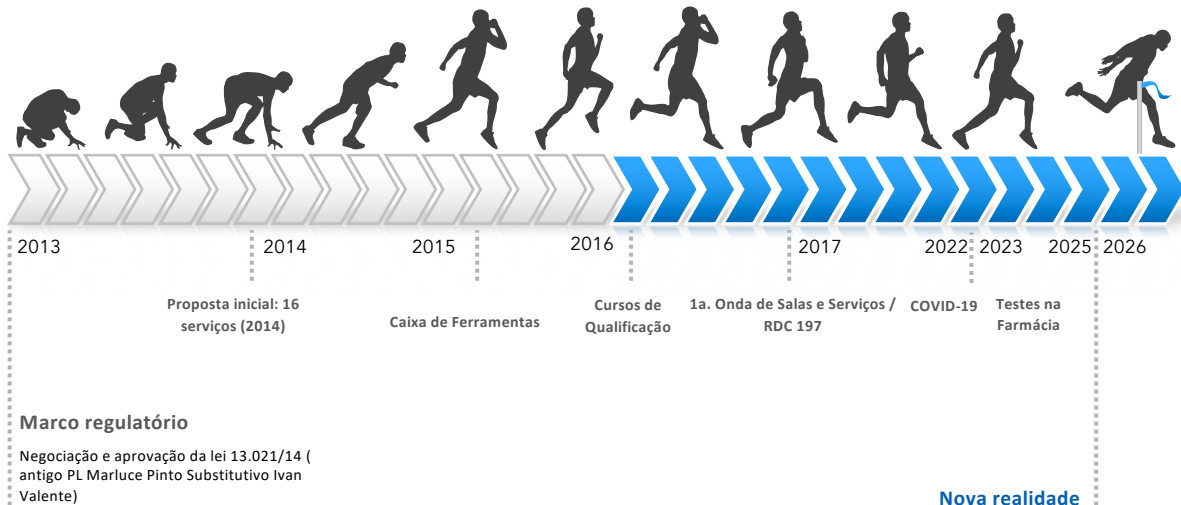 2013
2014
2015
2016
2017
2022
2023
2025
2026
Proposta inicial: 16
serviços (2014)
Caixa de Ferramentas
Cursos de
Qualificação
1a. Onda de Salas e Serviços /
RDC 197
COVID-19
Testes na
Farmácia
Marco regulatório
Negociação e aprovação da lei 13.021/14 (
antigo PL Marluce Pinto Substitutivo Ivan
Valente)
Nova realidade